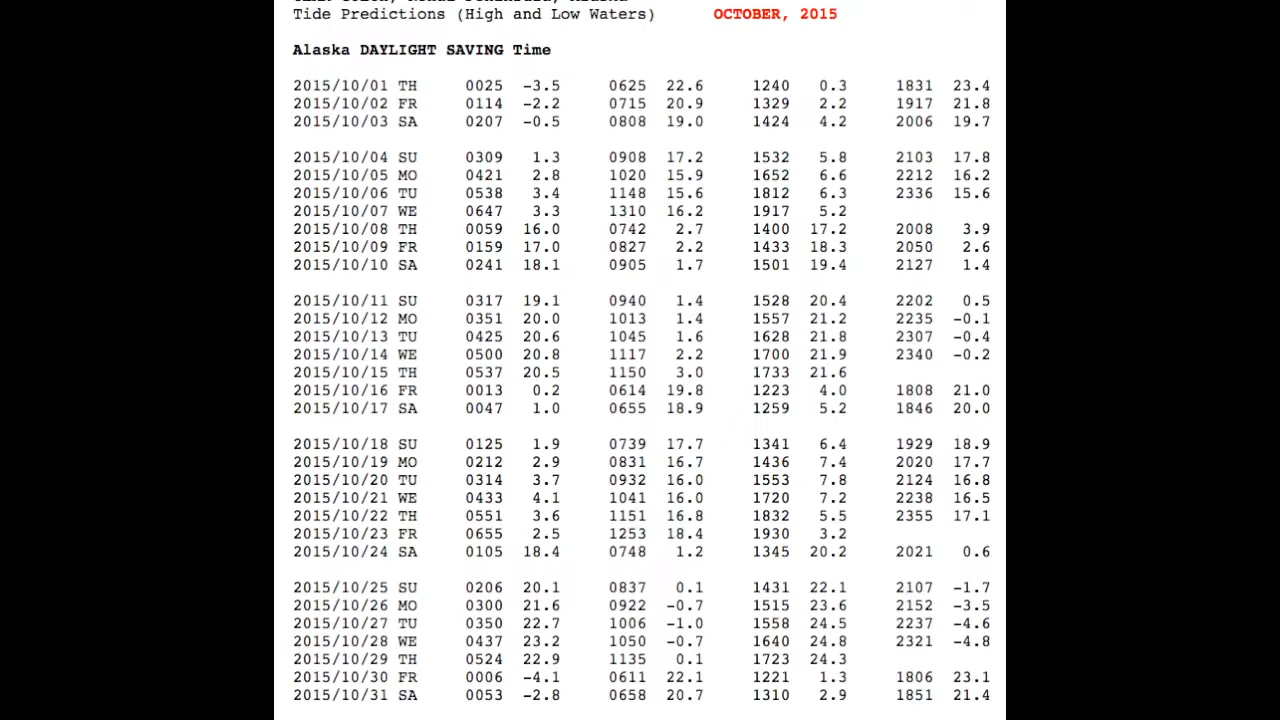 Tide Predictions (High and Low Waters) OCTOBER, 2015
Alaska DAYLIGHT SAVING Time
2015/10/01 TH 0025 -3.5 0625 22.6 1240 0.3 1831 23.4
2015/10/02 FR 0114 -2.2 0715 20.9 1329 2.2 1917 21.8
2015/10/03 SA 0207 -0.5 0808 19.0 1424 4.2 2006 19.7
2015/10/04 SU 0309 1.3 0908 17.2 1532 5.8 2103 17.8
2015/10/05 MO 0421 2.8 1020 15.9 1652 6.6 2212 16.2
2015/10/06 TU 0538 3.4 1148 15.6 1812 6.3 2336 15.6
2015/10/07 WE 0647 3.3 1310 16.2 1917 5.2
2015/10/08 TH 0059 16.0 0742 2.7 1400 17.2 2008 3.9
2015/10/09 FR 0159 17.0 0827 2.2 1433 18.3 2050 2.6
2015/10/10 SA 0241 18.1 0905 1.7 1501 19.4 2127 1.4
2015/10/11 SU 0317 19.1 0940 1.4 1528 20.4 2202 0.5
2015/10/12 MO 0351 20.0 1013 1.4 1557 21.2 2235 -0.1
2015/10/13 TU 0425 20.6 1045 1.6 1628 21.8 2307 -0.4
2015/10/14 WE 0500 20.8 1117 2.2 1700 21.9 2340 -0.2
2015/10/15 TH 0537 20.5 1150 3.0 1733 21.6
2015/10/16 FR 0013 0.2 0614 19.8 1223 4.0 1808 21.0
2015/10/17 SA 0047 1.0 0655 18.9 1259 5.2 1846 20.0
2015/10/18 SU 0125 1.9 0739 17.7 1341 6.4 1929 18.9
2015/10/19 MO 0212 2.9 0831 16.7 1436 7.4 2020 17.7
2015/10/20 TU 0314 3.7 0932 16.0 1553 7.8 2124 16.8
2015/10/21 WE 0433 4.1 1041 16.0 1720 7.2 2238 16.5
2015/10/22 TH 0551 3.6 1151 16.8 1832 5.5 2355 17.1
2015/10/23 FR 0655 2.5 1253 18.4 1930 3.2
2015/10/24 SA 0105 18.4 0748 1.2 1345 20.2 2021 0.6
2015/10/25 SU 0206 20.1 0837 0.1 1431 22.1 2107 -1.7
2015/10/26 MO 0300 21.6 0922 -0.7 1515 23.6 2152 -3.5
2015/10/27 TU 0350 22.7 1006 -1.0 1558 24.5 2237 -4.6
2015/10/28 WE 0437 23.2 1050 -0.7 1640 24.8 2321 -4.8
2015/10/29 TH 0524 22.9 1135 0.1 1723 24.3
2015/10/30 FR 0006 -4.1 0611 22.1 1221 1.3 1806 23.1
2015/10/31 SA 0053 -2.8 0658 20.7 1310 2.9 1851 21.4